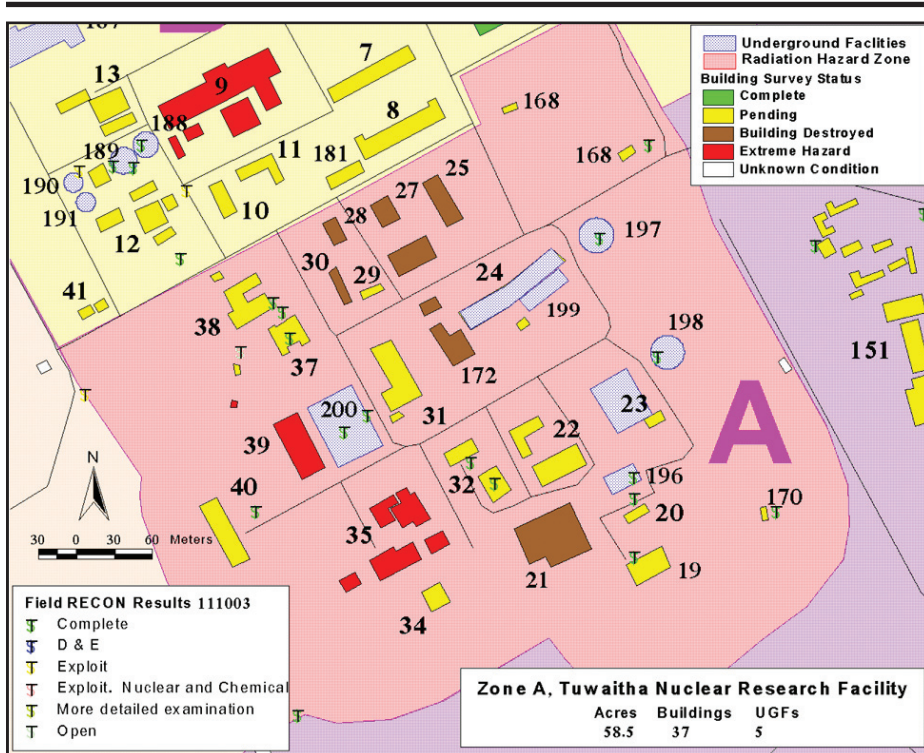 187
13
9
7
188
189
190
191
8
11
181
10
12
41
168
168
Underground Faclities
Radiation Hazard Zone
Building Survey Status
Complete
Pending
Building Destroyed
Extreme Hazard
Unknown Condition
25
27
28
30
29
24
197
199
38
37
198
151
172
31
A
200
39
23
22
32
196
40
170
20
35
19
21
34
N
30 0 30 60 Meters
Field RECON Results 111003
Complete
D & E
Exploit
Exploit. Nuclear and Chemical
More detailed examination
Open
Zone A, Tuwaitha Nuclear Research Facility
Acres Buildings UGFs
58.5 37 5